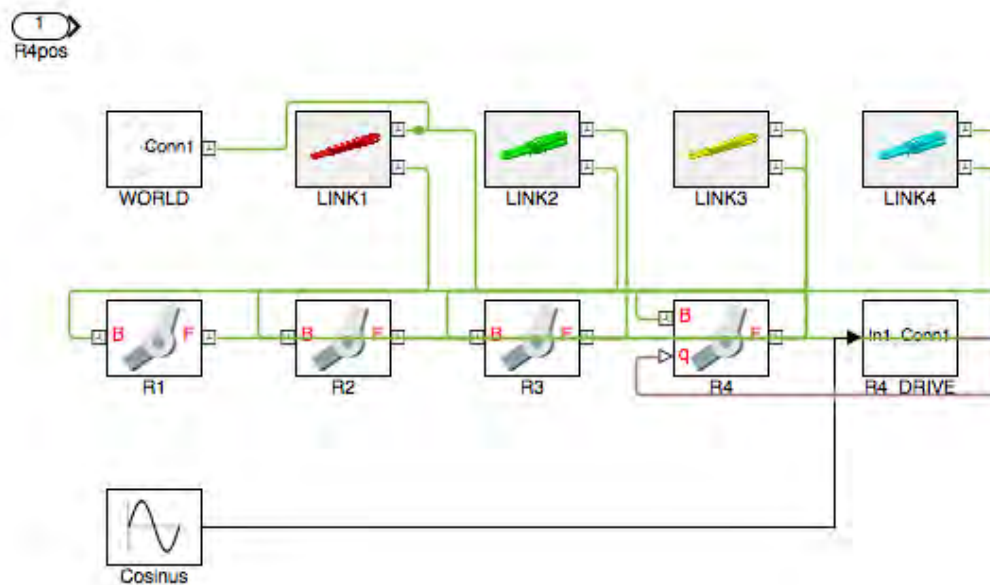 1
R4pos
Conn1
WORLD
LINK1
LINK2
LINK3
LINK4
B F
R1
B F
R2
B F
R3
B
F
q
R4
In1 Conn1
R4_DRIVE
Cosinus